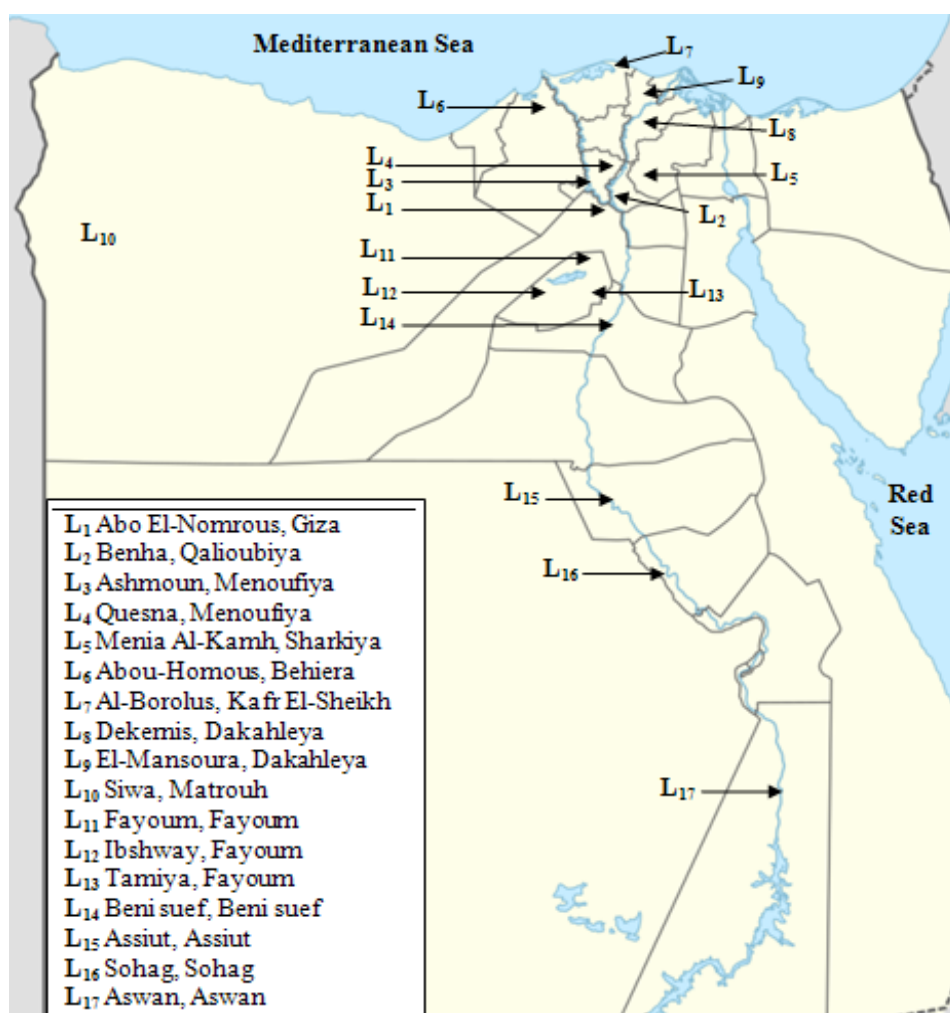 Mediterranean Sea
L₇
L₉
L₆
L₈
L₄
L₃
L₅
L₁
L₂
L₁₀
L₁₁
L₁₂
L₁₃
L₁₄
L₁₅
Red
Sea
L₁₆
L₁₇
L₁ Abo El-Nomrous, Giza
L₂ Benha, Qalioubiya
L₃ Ashmoun, Menoufiya
L₄ Quesna, Menoufiya
L₅ Menia Al-Kamh, Sharkiya
L₆ Abou-Homous, Behiera
L₇ Al-Borolus, Kafr El-Sheikh
L₈ Dekernis, Dakahleya
L₉ El-Mansoura, Dakahleya
L₁₀ Siwa, Matrouh
L₁₁ Fayoum, Fayoum
L₁₂ Ibshway, Fayoum
L₁₃ Tamiya, Fayoum
L₁₄ Beni suef, Beni suef
L₁₅ Assiut, Assiut
L₁₆ Sohag, Sohag
L₁₇ Aswan, Aswan